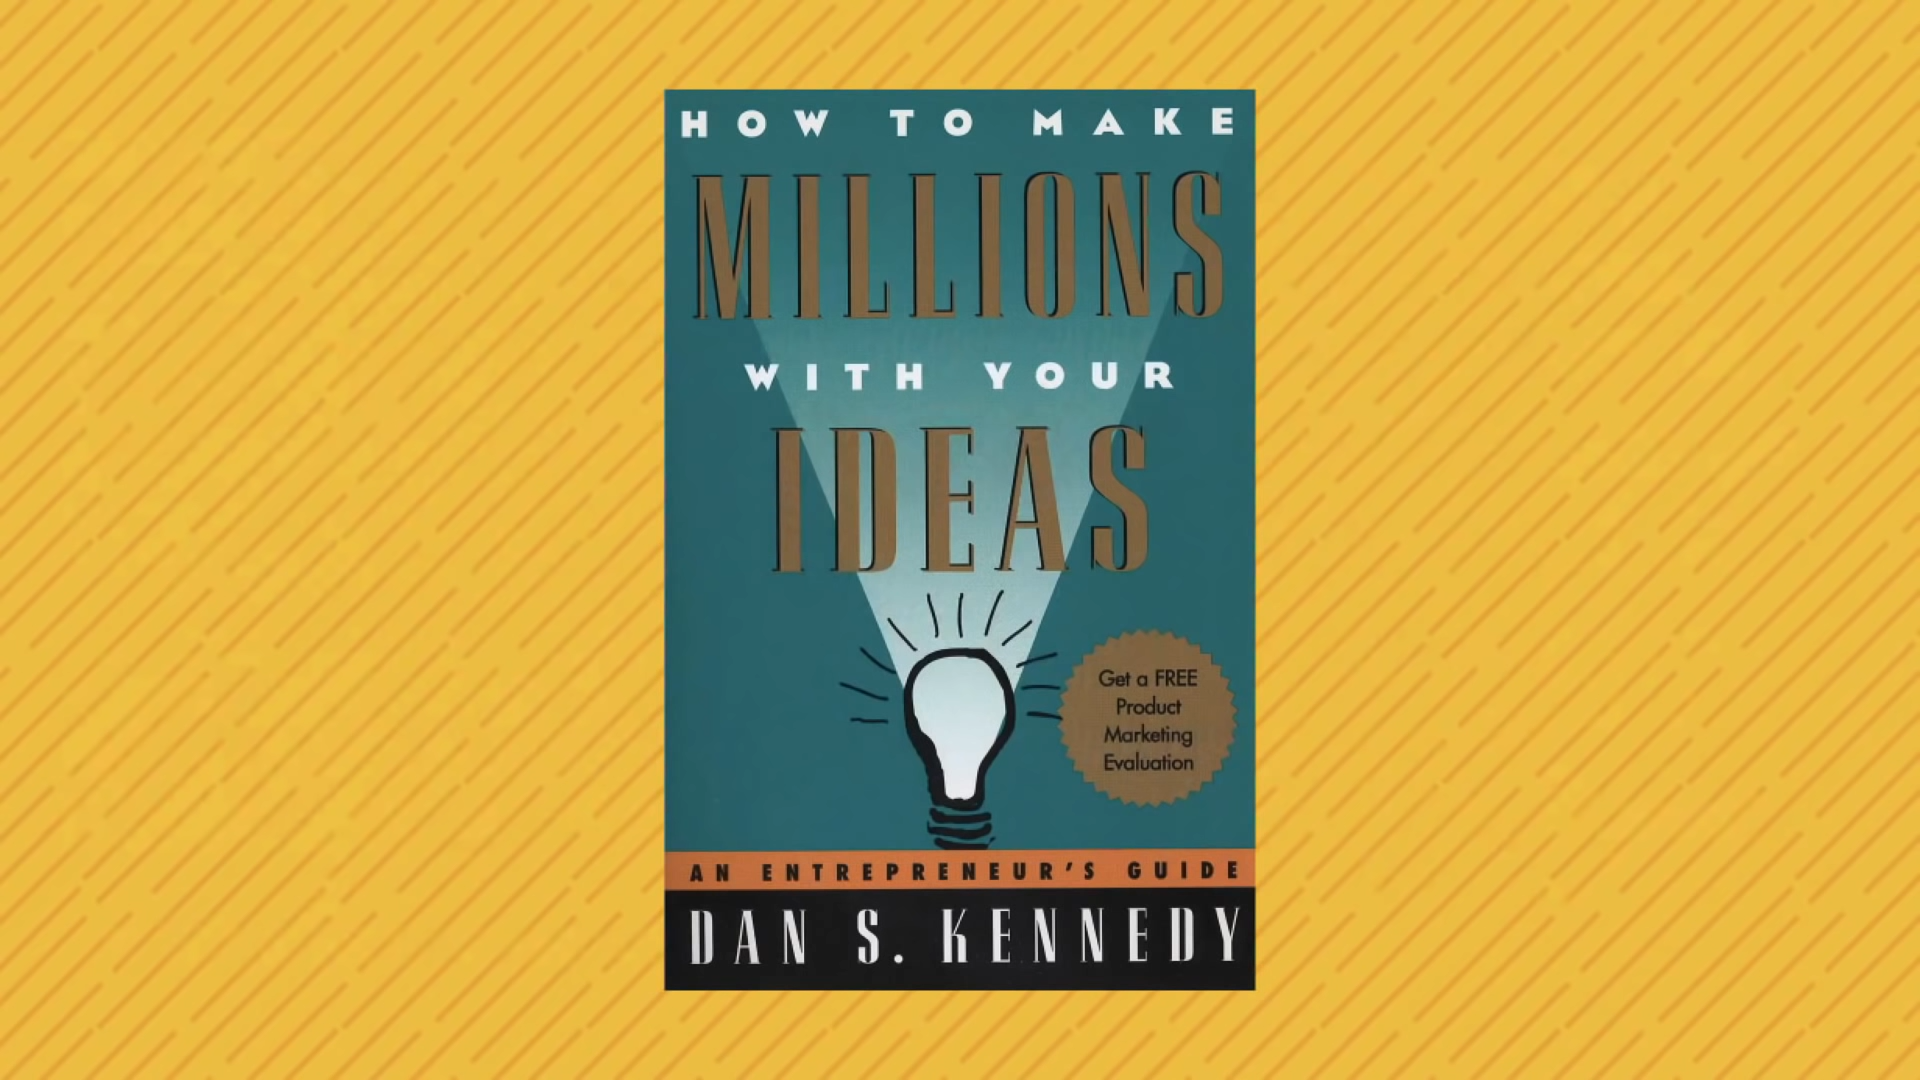 HOW TO MAKE
MILLIONS
WITH YOUR
IDEAS
Get a FREE
Product
Marketing
Evaluation
AN ENTREPRENEUR'S GUIDE
DAN S. KENNEDY